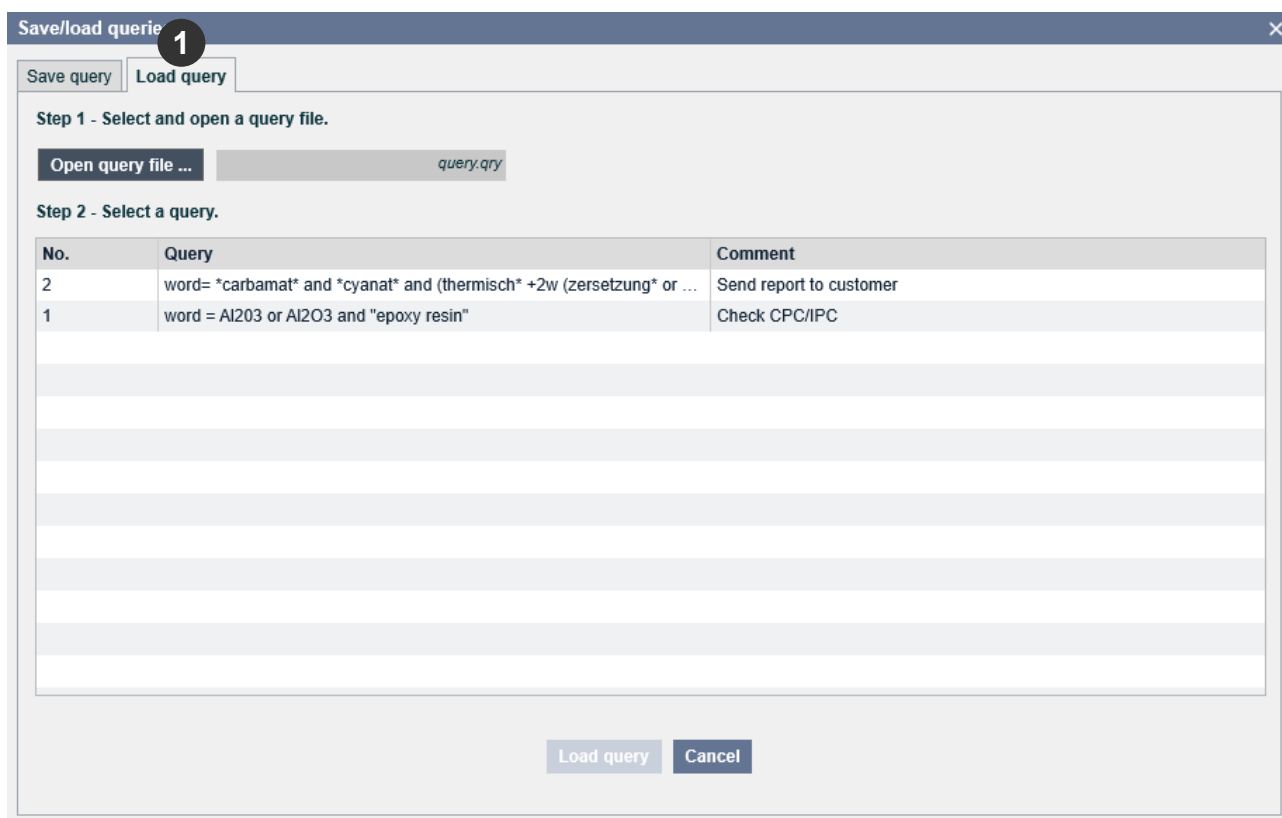 Save/load querie
1
Save query Load query
Step 1 - Select and open a query file.
Open query file ... query.qry
Step 2 - Select a query.
No. Query Comment
2 word= *carbamat* and *cyanat* and (thermisch* +2w (zersetzung* or ... Send report to customer
1 word = Al203 or Al2O3 and "epoxy resin" Check CPC/IPC
Load query Cancel